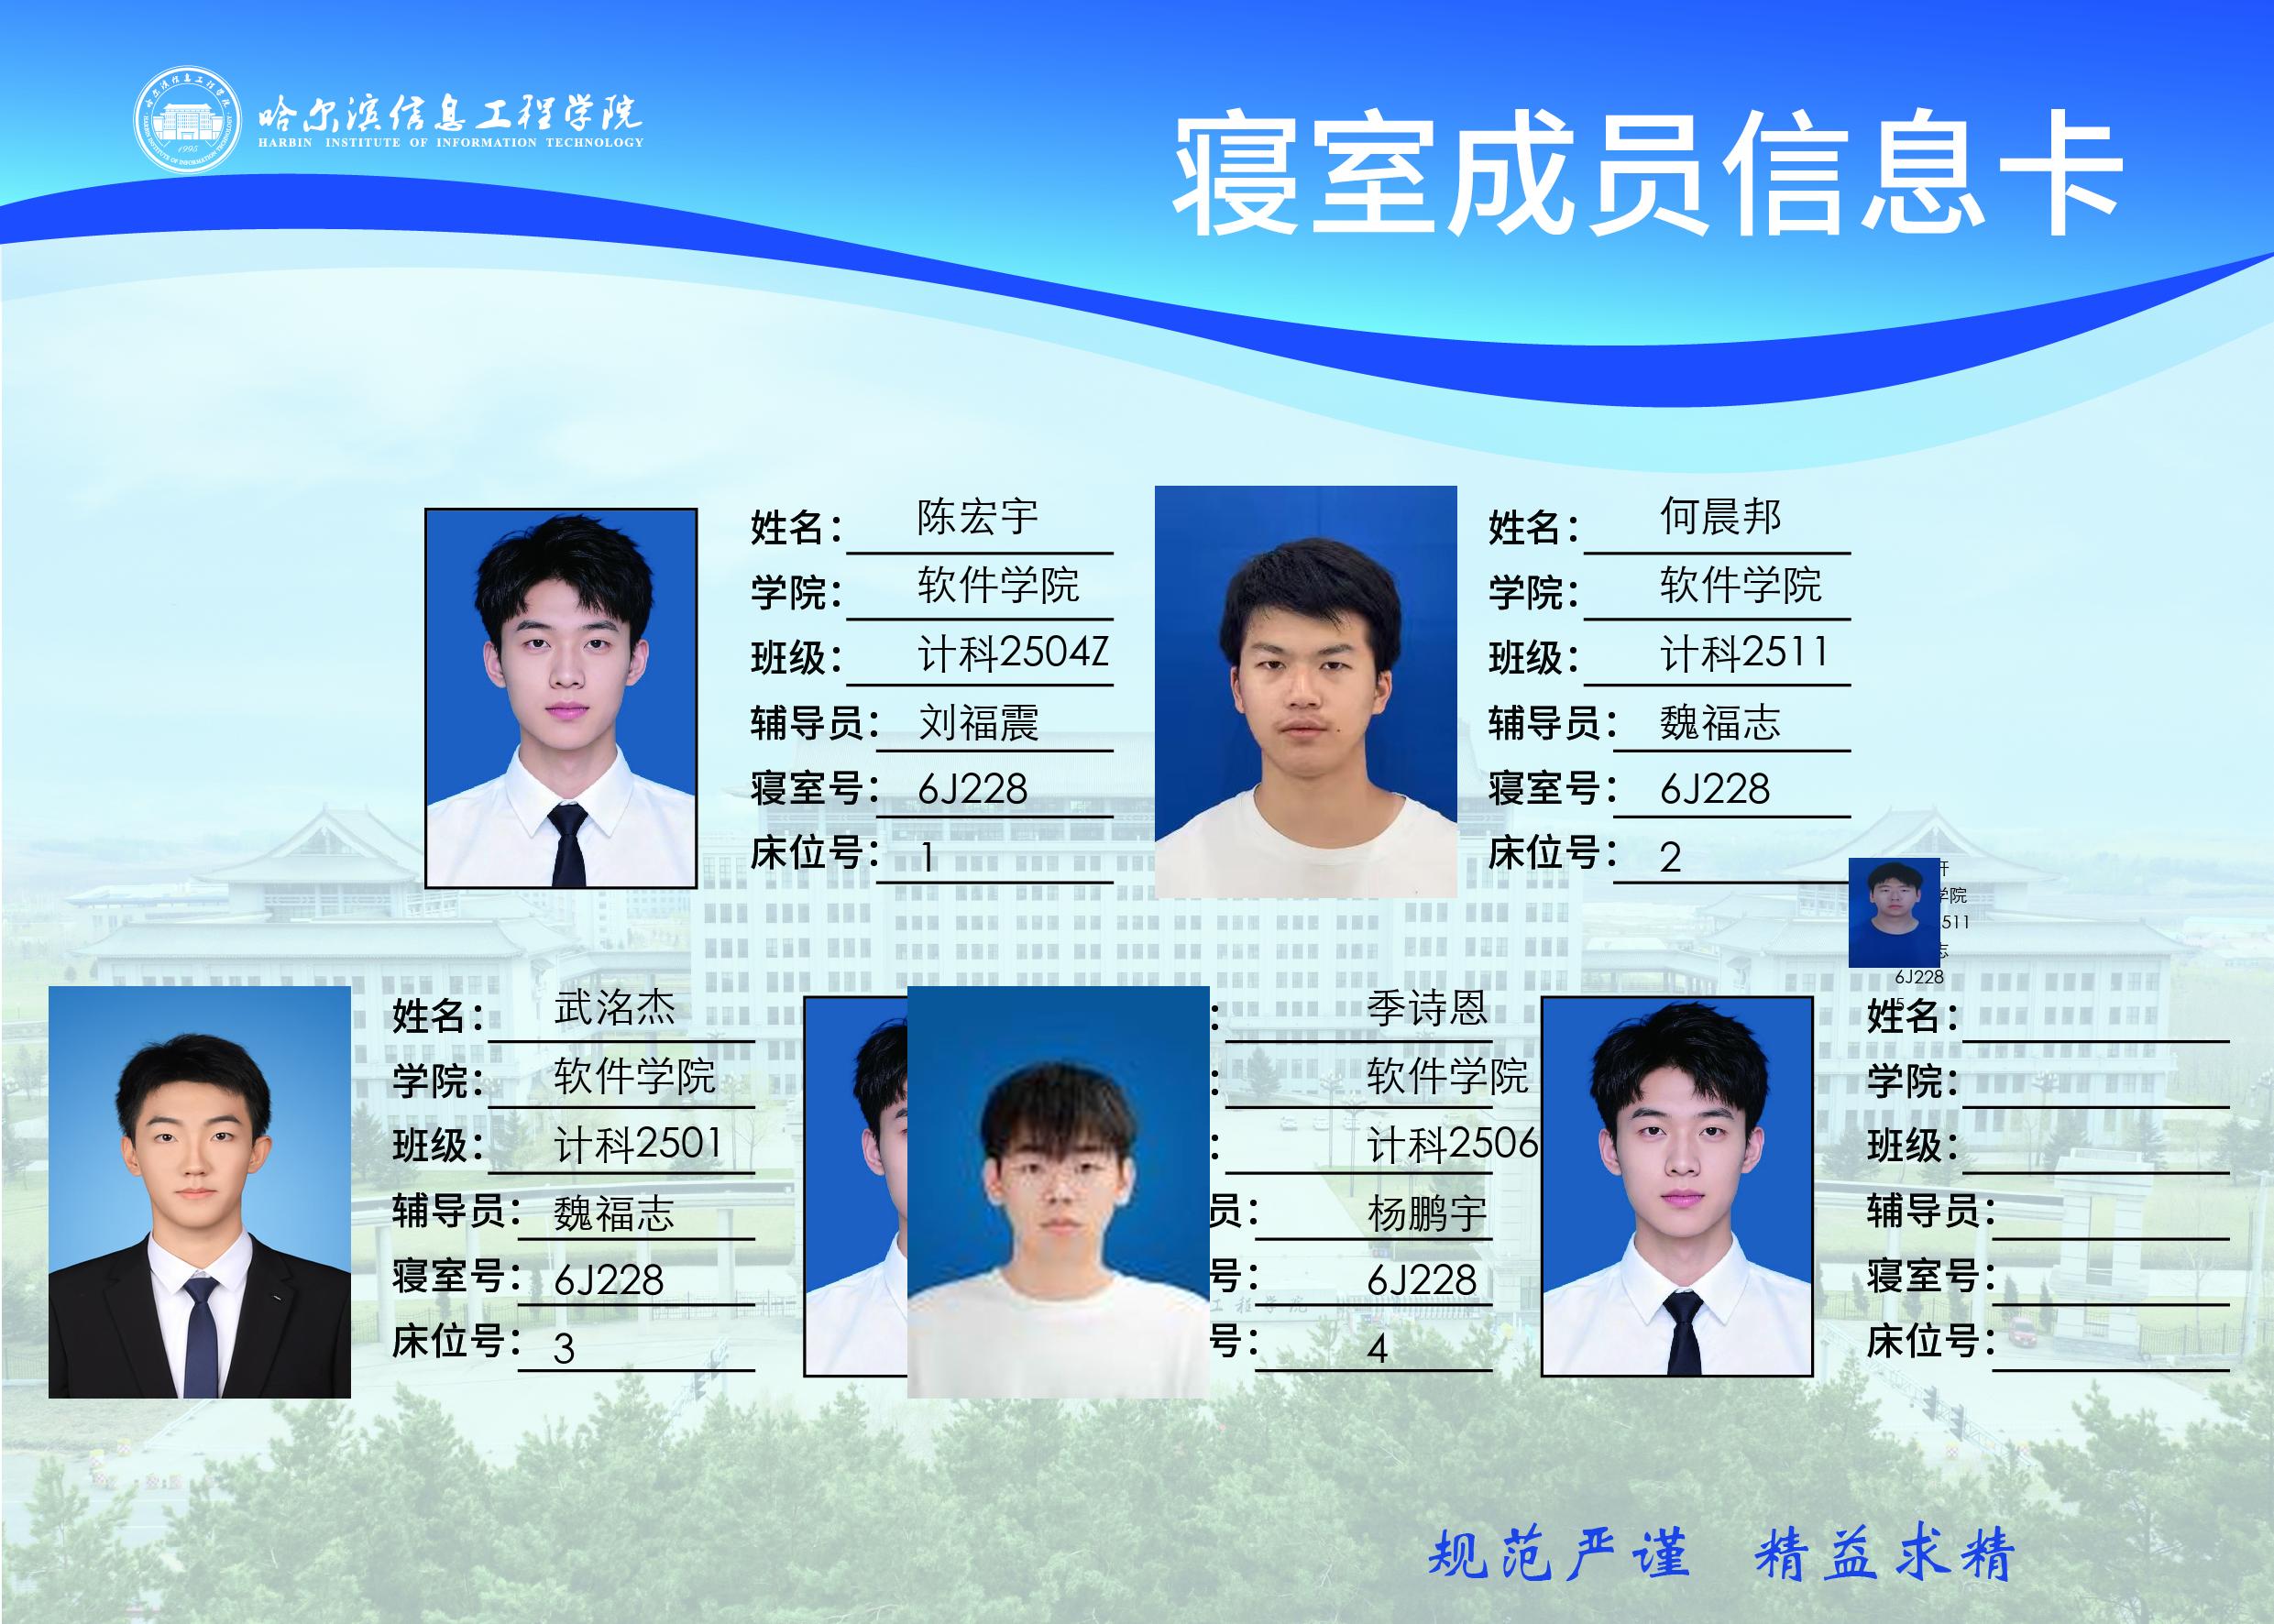 哈尔滨信息工程学院
HARBIN INSTITUTE OF INFORMATION TECHNOLOGY
1995
寝室成员信息卡
姓名：陈宏宇
学院：软件学院
班级：计科2504Z
辅导员：刘福震
寝室号：6J228
床位号：1
姓名：何晨邦
学院：软件学院
班级：计科2511
辅导员：魏福志
寝室号：6J228
床位号：2
学院
511
志
6J228
姓名：武洺杰
学院：软件学院
班级：计科2501
辅导员：魏福志
寝室号：6J228
床位号：3
：季诗恩
：软件学院
：计科2506
员：杨鹏宇
号：6J228
号：4
姓名：
学院：
班级：
辅导员：
寝室号：
床位号：
规范严谨 精益求精